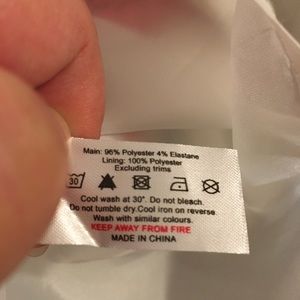 Main: 96% Polyester 4% Elastane
Lining: 100% Polyester
Excluding trims
30
Cool wash at 30°. Do not bleach.
Do not tumble dry.Cool iron on reverse
Wash with similar colours.
KEEP AWAY FROM FIRE
MADE IN CHINA